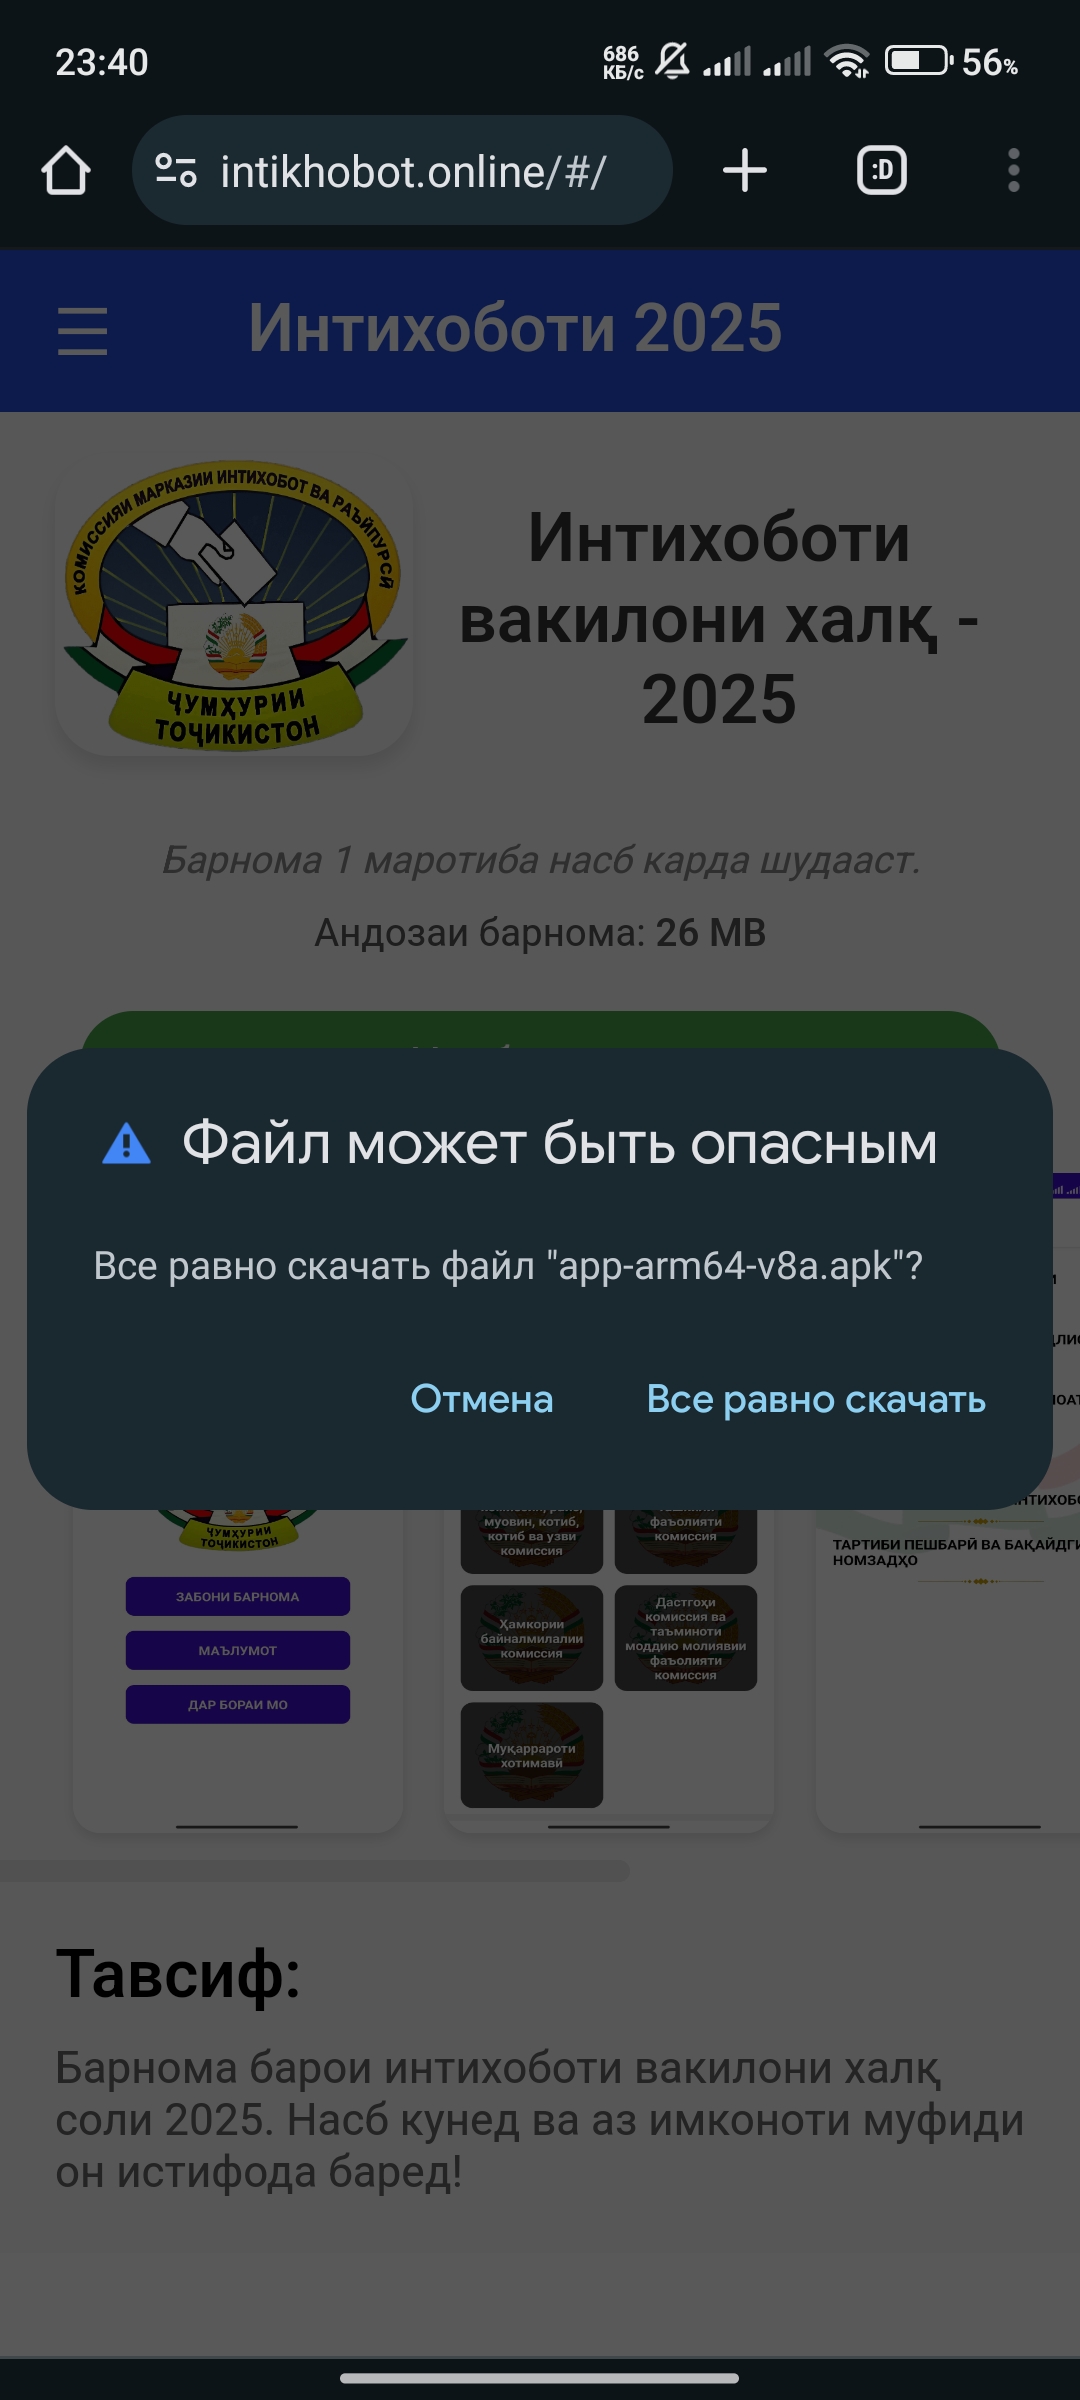 23:40
686
КБ/с
56%
intikhobot.online/#/
:D
Интихоботи 2025
КОМИССИЯИ МАРКАЗИИ ИНТИХОБОТ ВА РАЪЙПУРСӢ
ҶУМҲУРИИ
ТОҶИКИСТОН
Интихоботи
вакилони халқ -
2025
Барнома 1 маротиба насб карда шудааст.
Андозаи барнома: 26 MB
Файл может быть опасным
Все равно скачать файл "app-arm64-v8a.apk"?
Отмена
Все равно скачать
ҶУМҲУРИИ
ТОҶИКИСТОН
ЗАБОНИ БАРНОМА
МАЪЛУМОТ
ДАР БОРАИ МО
муовин, котиб,
котиб ва узви
комиссия
фаъолияти
комиссия
Ҳамкории
байналмилалии
комиссия
Дастгоҳи
комиссия ва
таъминоти
моддию молиявии
фаъолияти
комиссия
Муқаррароти
хотимавӣ
ТАРТИБИ ПЕШБАРӢ ВА БАҚАЙДГИ
НОМЗАДҲО
Тавсиф:
Барнома барои интихоботи вакилони халқ
соли 2025. Насб кунед ва аз имконоти муфиди
он истифода баред!